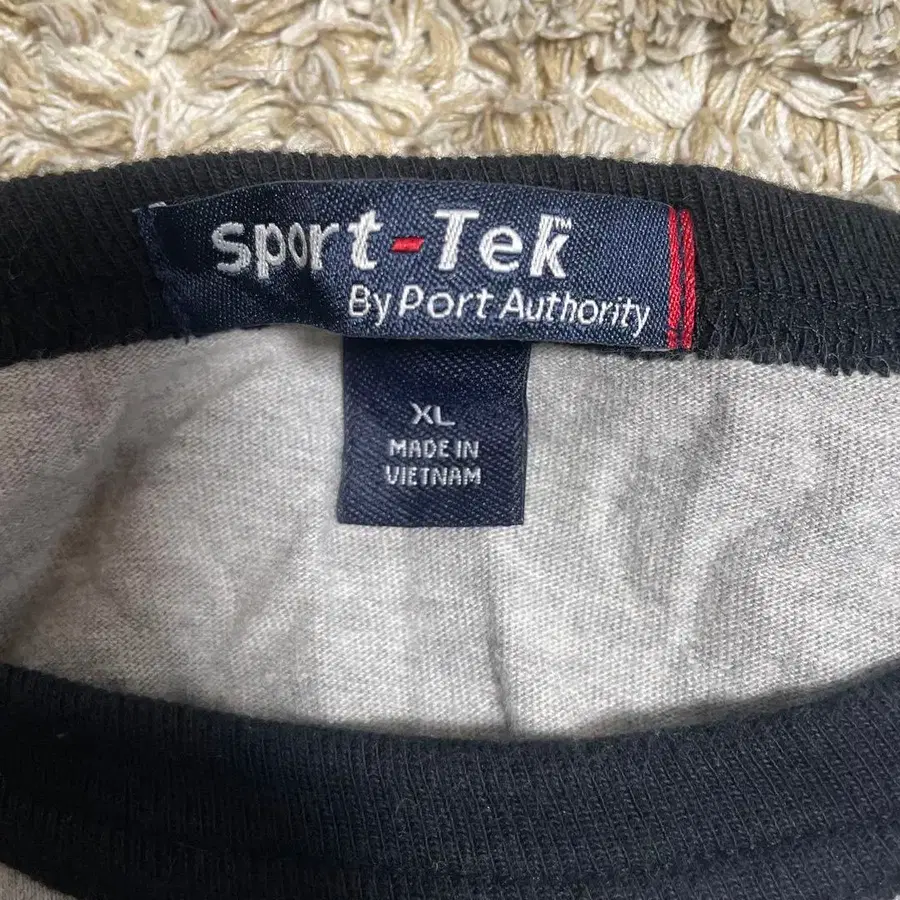 Sport-Tek™
By Port Authority
XL
MADE IN
VIETNAM